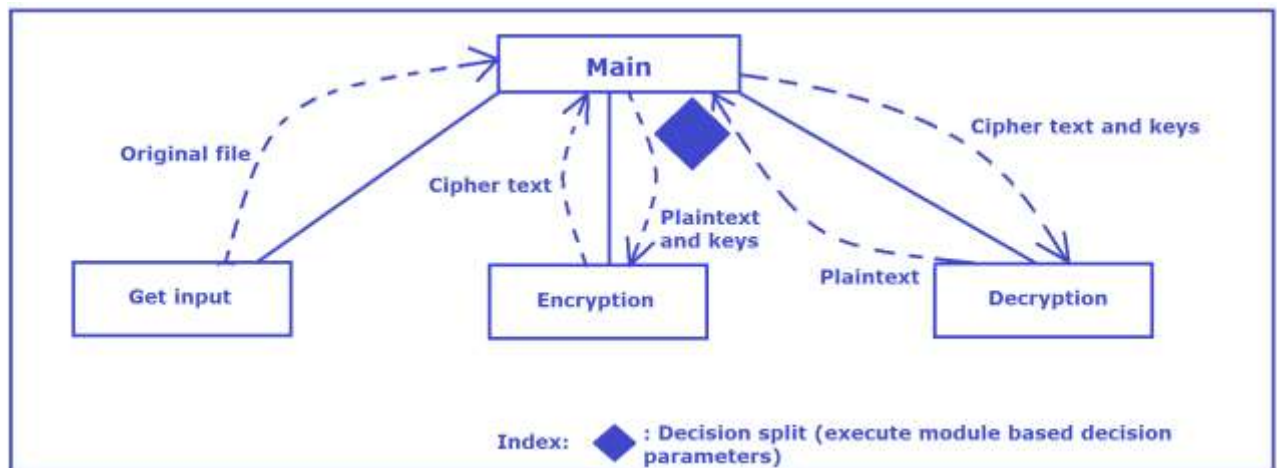 Main
Original file
Cipher text and keys
Cipher text
Plaintext
and keys
Plaintext
Get input
Encryption
Decryption
Index: : Decision split (execute module based decision
parameters)